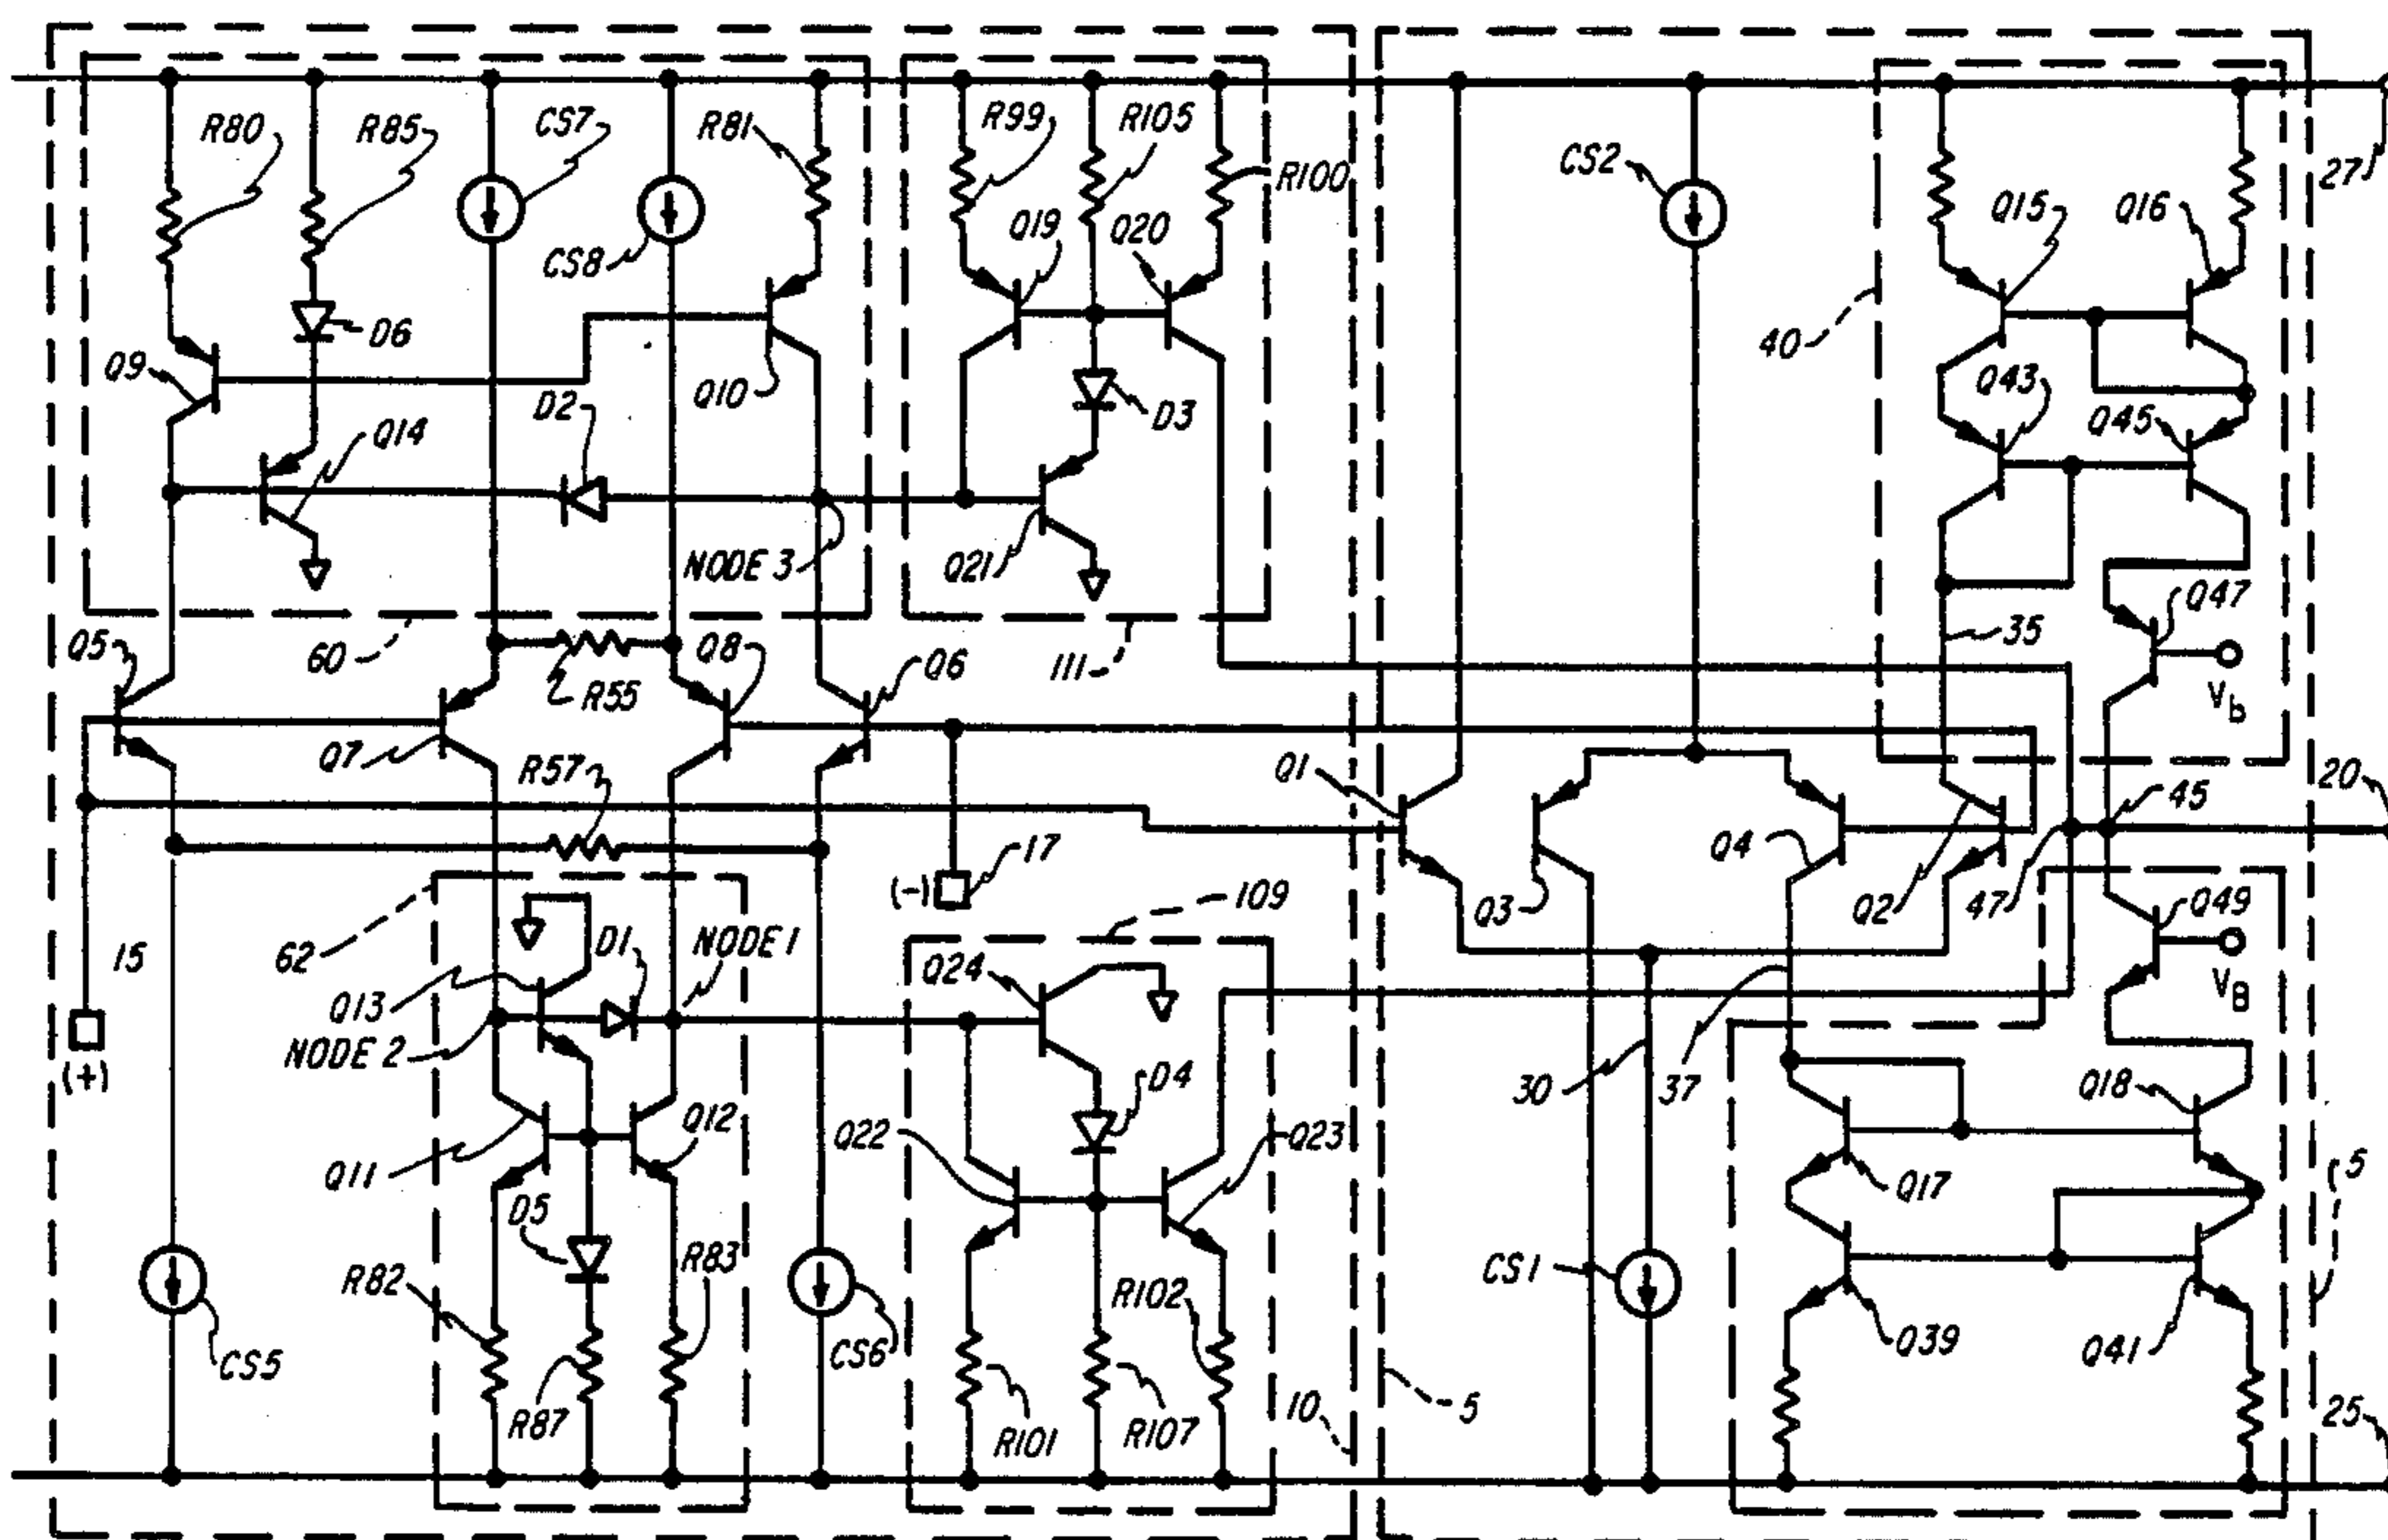 R80
R85
CS7
R81
R99
R105
R100
CS2
27
Q15
Q16
Q19
Q20
CS8
D6
40
Q9
Q10
D2
D3
Q43
Q45
Q14
NODE 3
Q21
Q5
60
R55
Q8
Q6
111
35
Q47
Vb
Q7
R57
Q1
45
20
17
(-)
Q4
Q3
Q2
47
Q49
109
15
62
D1
NODE 1
Q24
Q13
VB
NODE 2
(+)
D4
30
37
Q18
Q12
Q22
Q23
Q11
D5
Q17
5
R82
R83
R102
CS1
CS5
CS6
Q39
Q41
R87
R101
R107
10
5
25